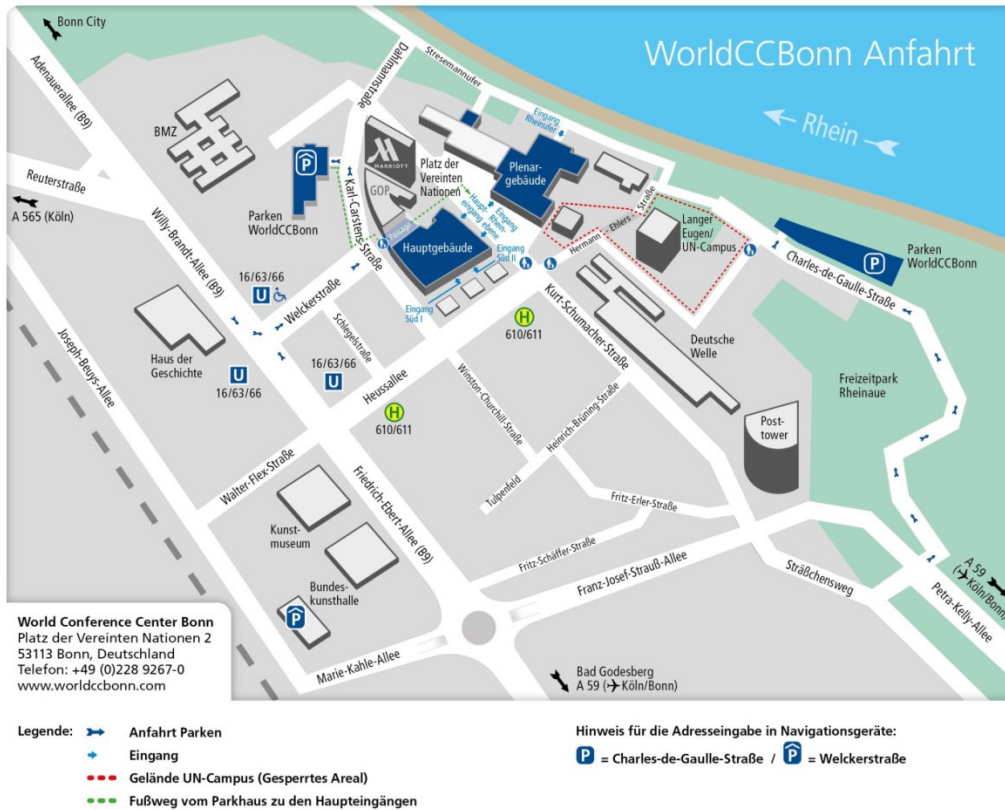 Bonn City
WorldCCBonn Anfahrt
Rhein
Adenauerallee (B9)
Dahlmannstraße
Stresemannufer
BMZ
Eingang
Rheinufer
Reuterstraße
A 565 (Köln)
MARRIOTT
GOP
Platz der
Vereinten
Nationen
Plenar-
gebäude
P
Parken
WorldCCBonn
Karl-Carstens-Straße
Hauptgebäude
Haupt-
eingang
Eingang
Rhein-
ebene
Hermann-
Ehlers-
Straße
Langer
Eugen/
UN-Campus
P
Parken
WorldCCBonn
Charles-de-Gaulle-Straße
Willy-Brandt-Allee (B9)
16/63/66
U
Welckerstraße
Eingang
Süd II
Eingang
Süd I
Schlegelstraße
Haus der
Geschichte
U
16/63/66
16/63/66
U
Heussallee
H
610/611
H
610/611
Kurt-Schumacher-Straße
Deutsche
Welle
Freizeitpark
Rheinaue
Post-
tower
Joseph-Beuys-Allee
Winston-Churchill-Straße
Heinrich-Brüning-Straße
Tulpenfeld
Fritz-Erler-Straße
Fritz-Schäffer-Straße
Walter-Flex-Straße
Friedrich-Ebert-Allee (B9)
Kunst-
museum
Bundes-
kunsthalle
P
Franz-Josef-Strauß-Allee
Sträßchensweg
A 59
(Köln/Bonn)
Petra-Kelly-Allee
Marie-Kahle-Allee
Bad Godesberg
A 59 (Köln/Bonn)
World Conference Center Bonn
Platz der Vereinten Nationen 2
53113 Bonn, Deutschland
Telefon: +49 (0)228 9267-0
www.worldccbonn.com
Legende:
Anfahrt Parken
Eingang
Gelände UN-Campus (Gesperrtes Areal)
Fußweg vom Parkhaus zu den Haupteingängen
Hinweis für die Adresseingabe in Navigationsgeräte:
P = Charles-de-Gaulle-Straße / P = Welckerstraße